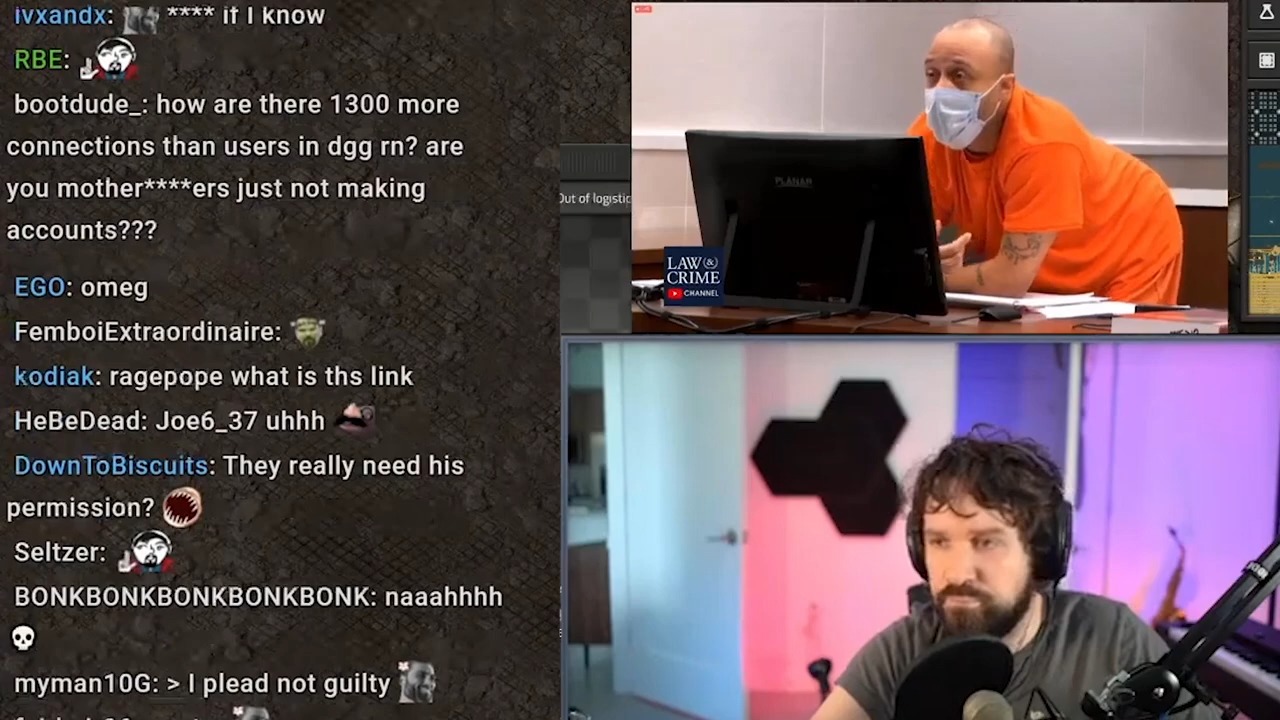 ivxandx: **** it I know
RBE:
bootdude_: how are there 1300 more
connections than users in dgg rn? are
you mother****ers just not making
accounts???
EGO: omeg
FemboiExtraordinaire:
kodiak: ragepope what is ths link
HeBeDead: Joe6_37 uhhh
DownToBiscuits: They really need his
permission?
Seltzer:
BONKBONKBONKBONKBONK: naaahhhh
myman10G: > I plead not guilty
Out of logistic
PLANAR
LAW &
CRIME
CHANNEL